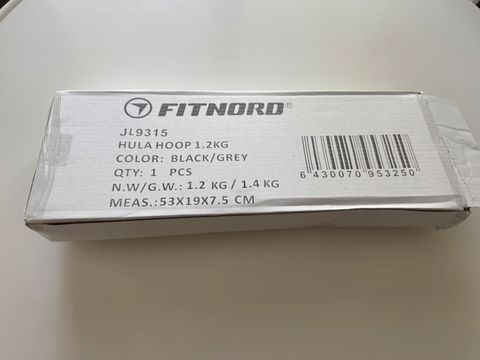 FITNORD®
JL9315
HULA HOOP 1.2KG
COLOR: BLACK/GREY
QTY: 1 PCS
N.W/G.W.: 1.2 KG / 1.4 KG
MEAS.:53X19X7.5 CM
6 430070 953250